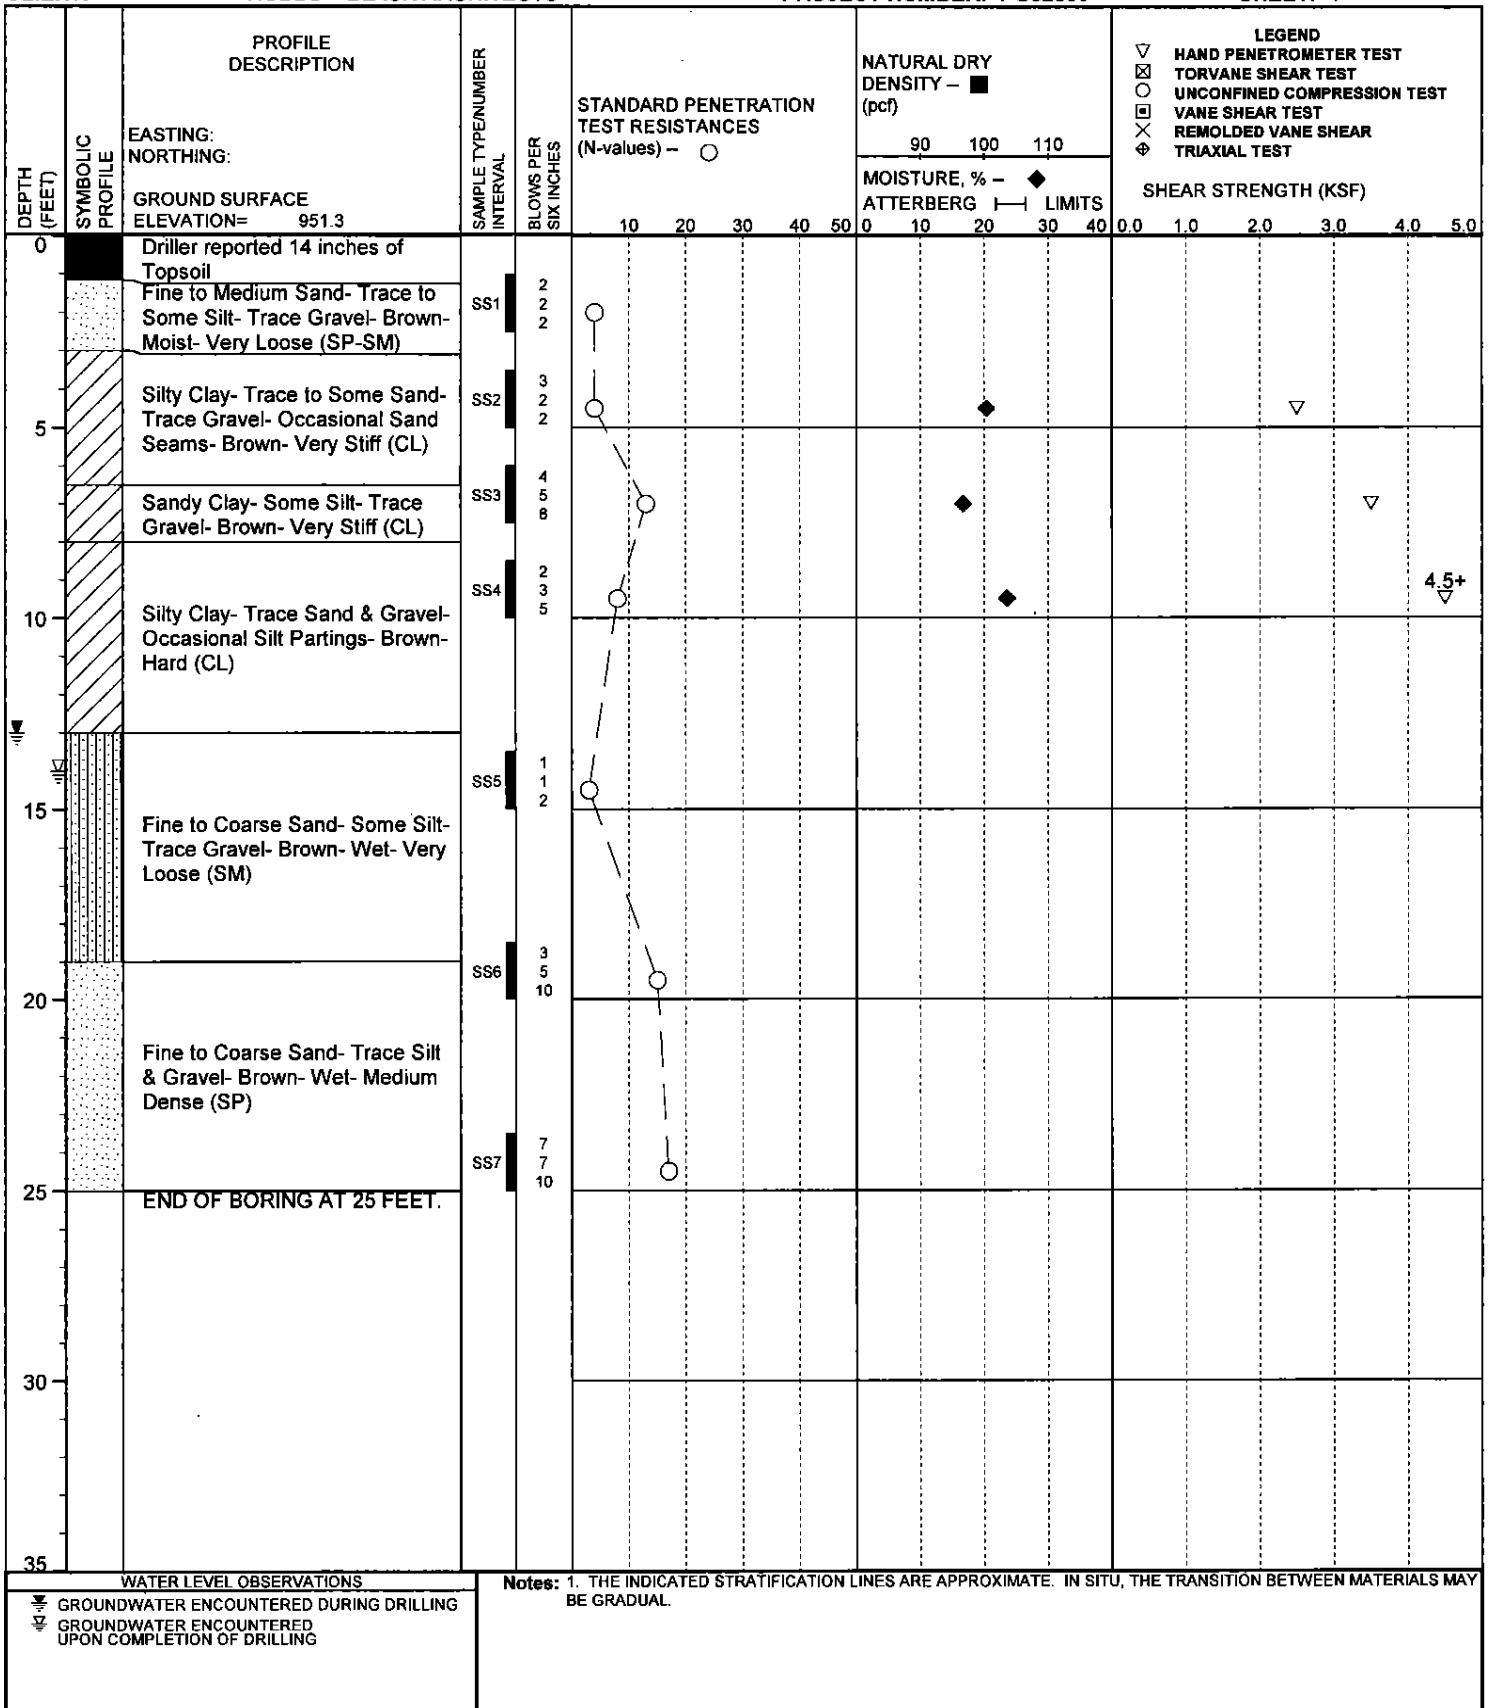 PROFILE
DESCRIPTION
EASTING:
NORTHING:
GROUND SURFACE
ELEVATION= 951.3
DEPTH
(FEET)
SYMBOLIC
PROFILE
SAMPLE TYPE/NUMBER
INTERVAL
BLOWS PER
SIX INCHES
STANDARD PENETRATION
TEST RESISTANCES
(N-values) –
10 20 30 40 50
NATURAL DRY
DENSITY –
(pcf)
90 100 110
MOISTURE, % –
ATTERBERG LIMITS
0 10 20 30 40
LEGEND
HAND PENETROMETER TEST
TORVANE SHEAR TEST
UNCONFINED COMPRESSION TEST
VANE SHEAR TEST
REMOLDED VANE SHEAR
TRIAXIAL TEST
SHEAR STRENGTH (KSF)
0.0 1.0 2.0 3.0 4.0 5.0
0
Driller reported 14 inches of
Topsoil
Fine to Medium Sand- Trace to
Some Silt- Trace Gravel- Brown-
Moist- Very Loose (SP-SM)
SS1
2
2
2
Silty Clay- Trace to Some Sand-
Trace Gravel- Occasional Sand
Seams- Brown- Very Stiff (CL)
SS2
3
2
2
5
Sandy Clay- Some Silt- Trace
Gravel- Brown- Very Stiff (CL)
SS3
4
5
8
Silty Clay- Trace Sand & Gravel-
Occasional Silt Partings- Brown-
Hard (CL)
SS4
2
3
5
4.5+
10
Fine to Coarse Sand- Some Silt-
Trace Gravel- Brown- Wet- Very
Loose (SM)
SS5
1
1
2
15
SS6
3
5
10
20
Fine to Coarse Sand- Trace Silt
& Gravel- Brown- Wet- Medium
Dense (SP)
SS7
7
7
10
25
END OF BORING AT 25 FEET.
30
35
WATER LEVEL OBSERVATIONS
GROUNDWATER ENCOUNTERED DURING DRILLING
GROUNDWATER ENCOUNTERED
UPON COMPLETION OF DRILLING
Notes: 1. THE INDICATED STRATIFICATION LINES ARE APPROXIMATE. IN SITU, THE TRANSITION BETWEEN MATERIALS MAY
BE GRADUAL.